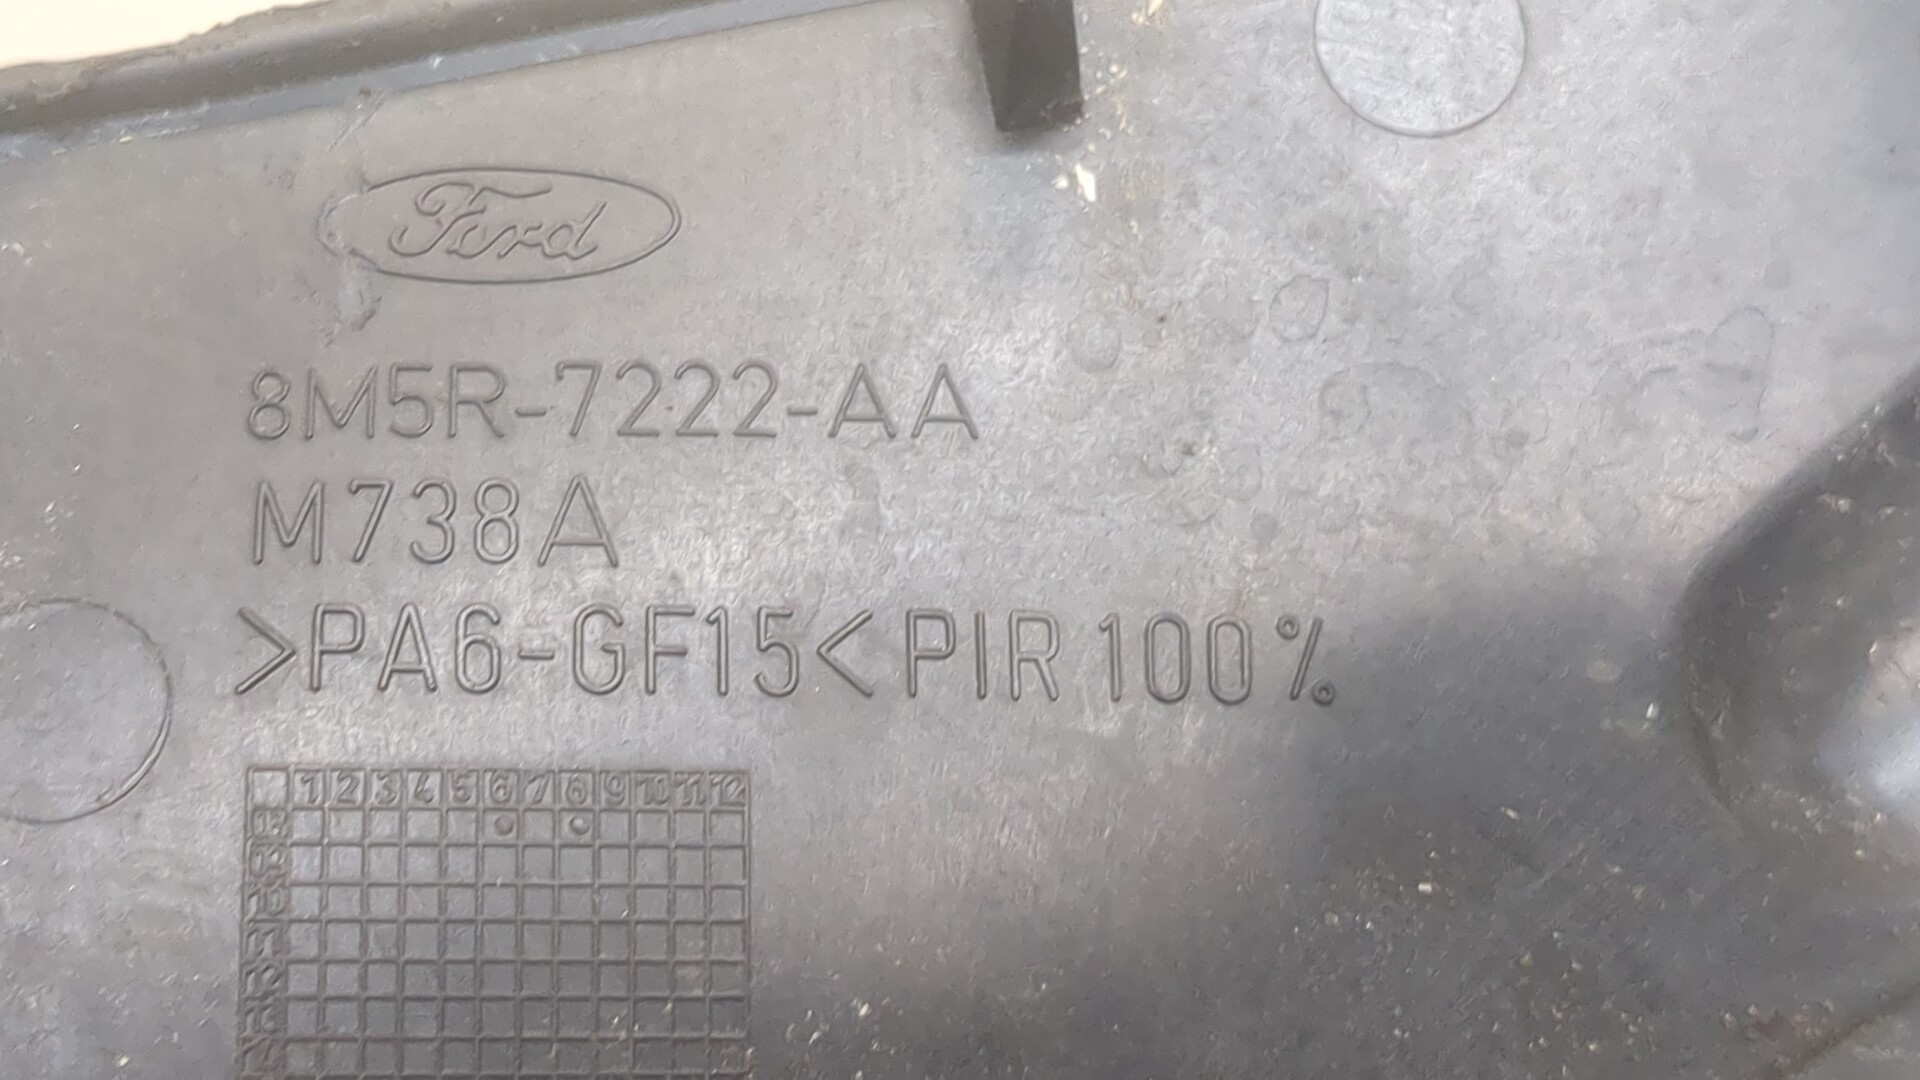 Ford
8M5R-7222-AA
M738A
>PA6-GF15<PIR 100%
1 2 3 4 5 6 7 8 9 10 11 12